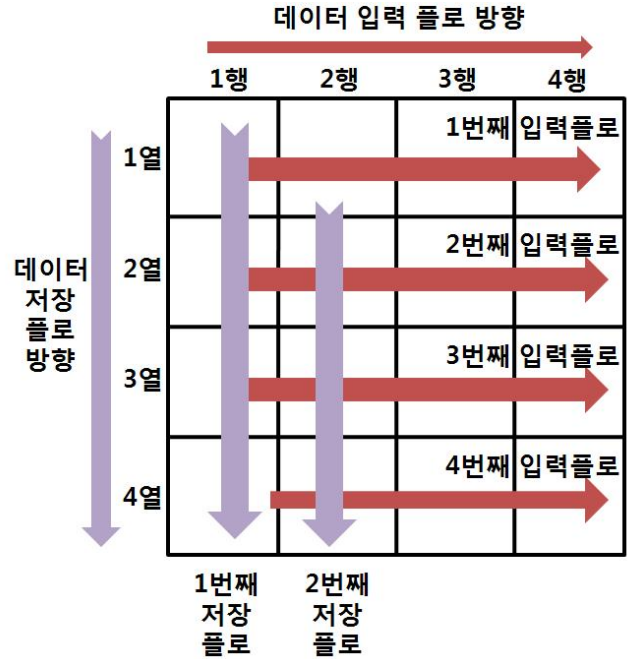 데이터 입력 플로 방향
1행 2행 3행 4행
1열
1번째 입력플로
2열
2번째 입력플로
데이터
저장
플로
방향
3열
3번째 입력플로
4열
4번째 입력플로
1번째
저장
플로
2번째
저장
플로